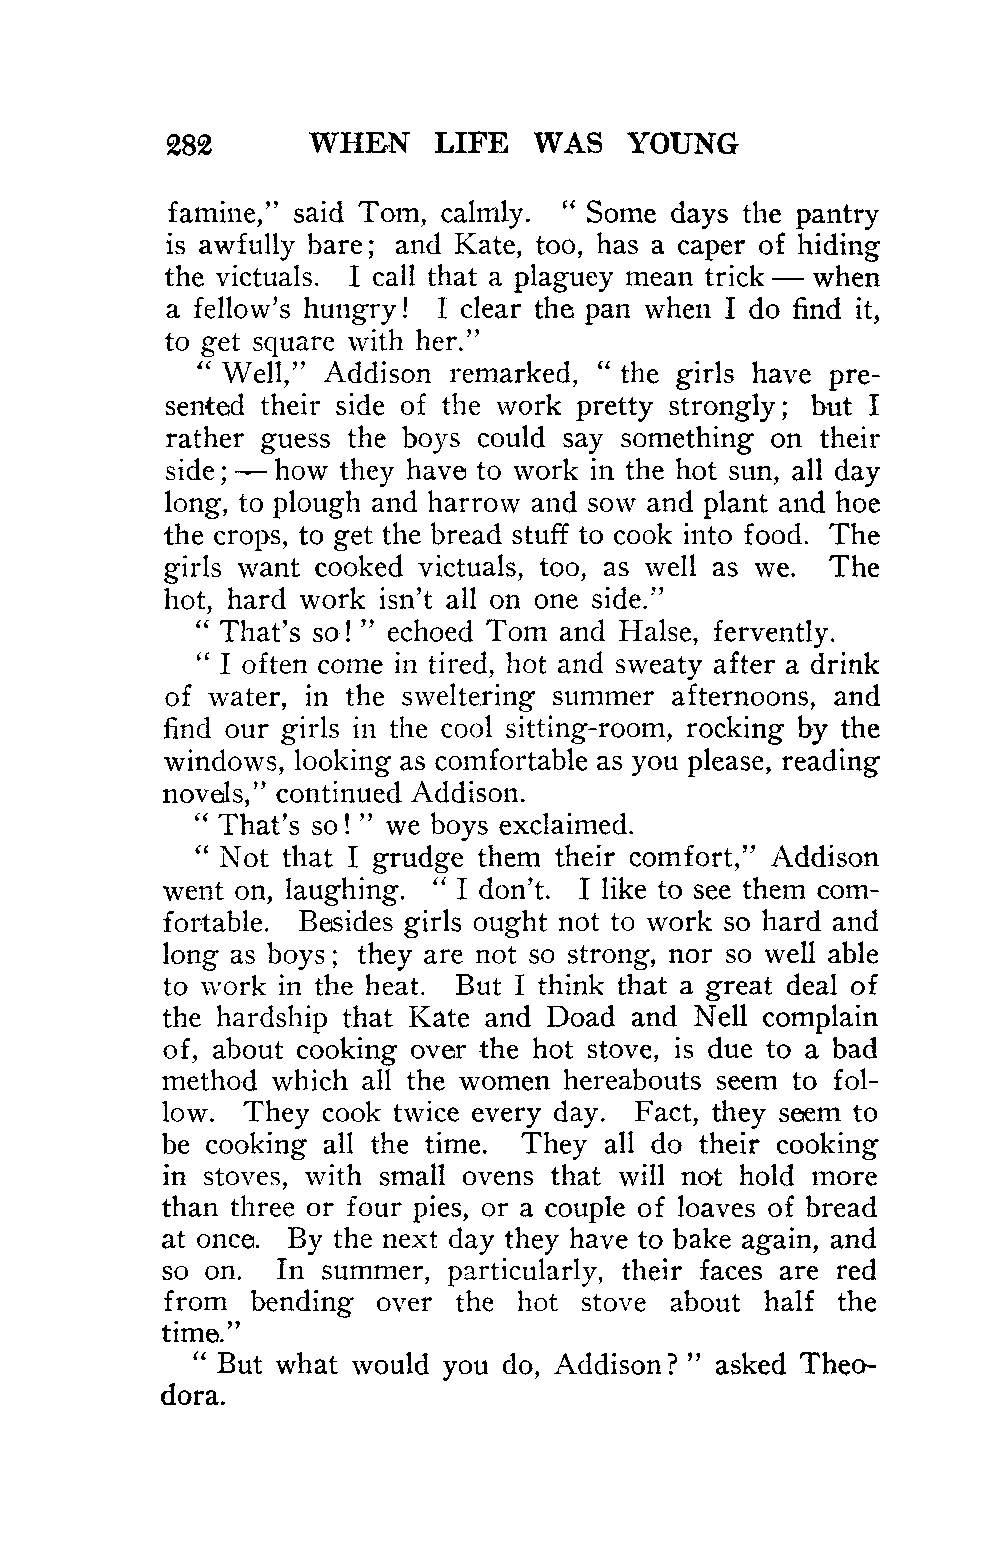 282 WHEN LIFE WAS YOUNG
famine," said Tom, calmly. " Some days the pantry
is awfully bare; and Kate, too, has a caper of hiding
the victuals. I call that a plaguey mean trick — when
a fellow's hungry! I clear the pan when I do find it,
to get square with her."
" Well," Addison remarked, " the girls have pre-
sented their side of the work pretty strongly; but I
rather guess the boys could say something on their
side; — how they have to work in the hot sun, all day
long, to plough and harrow and sow and plant and hoe
the crops, to get the bread stuff to cook into food. The
girls want cooked victuals, too, as well as we. The
hot, hard work isn't all on one side."
" That's so! " echoed Tom and Halse, fervently.
" I often come in tired, hot and sweaty after a drink
of water, in the sweltering summer afternoons, and
find our girls in the cool sitting-room, rocking by the
windows, looking as comfortable as you please, reading
novels," continued Addison.
" That's so! " we boys exclaimed.
" Not that I grudge them their comfort," Addison
went on, laughing. " I don't. I like to see them com-
fortable. Besides girls ought not to work so hard and
long as boys; they are not so strong, nor so well able
to work in the heat. But I think that a great deal of
the hardship that Kate and Doad and Nell complain
of, about cooking over the hot stove, is due to a bad
method which all the women hereabouts seem to fol-
low. They cook twice every day. Fact, they seem to
be cooking all the time. They all do their cooking
in stoves, with small ovens that will not hold more
than three or four pies, or a couple of loaves of bread
at once. By the next day they have to bake again, and
so on. In summer, particularly, their faces are red
from bending over the hot stove about half the
time."
" But what would you do, Addison? " asked Theo-
dora.